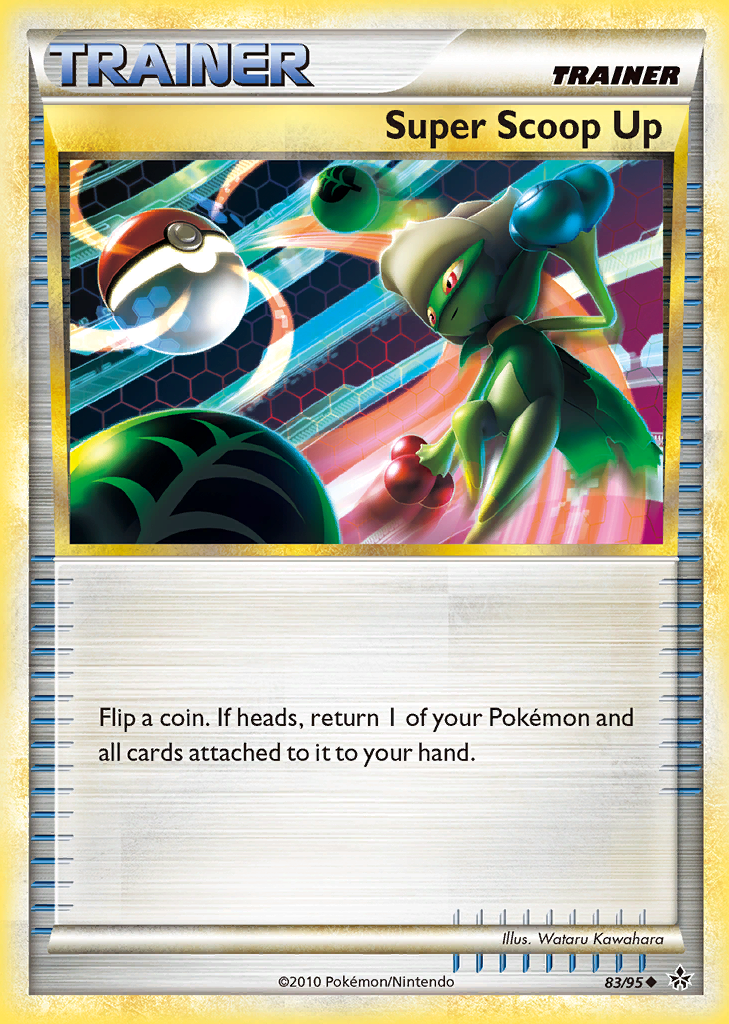 TRAINER
TRAINER
Super Scoop Up
Flip a coin. If heads, return 1 of your Pokémon and
all cards attached to it to your hand.
Illus. Wataru Kawahara
©2010 Pokémon/Nintendo
83/95